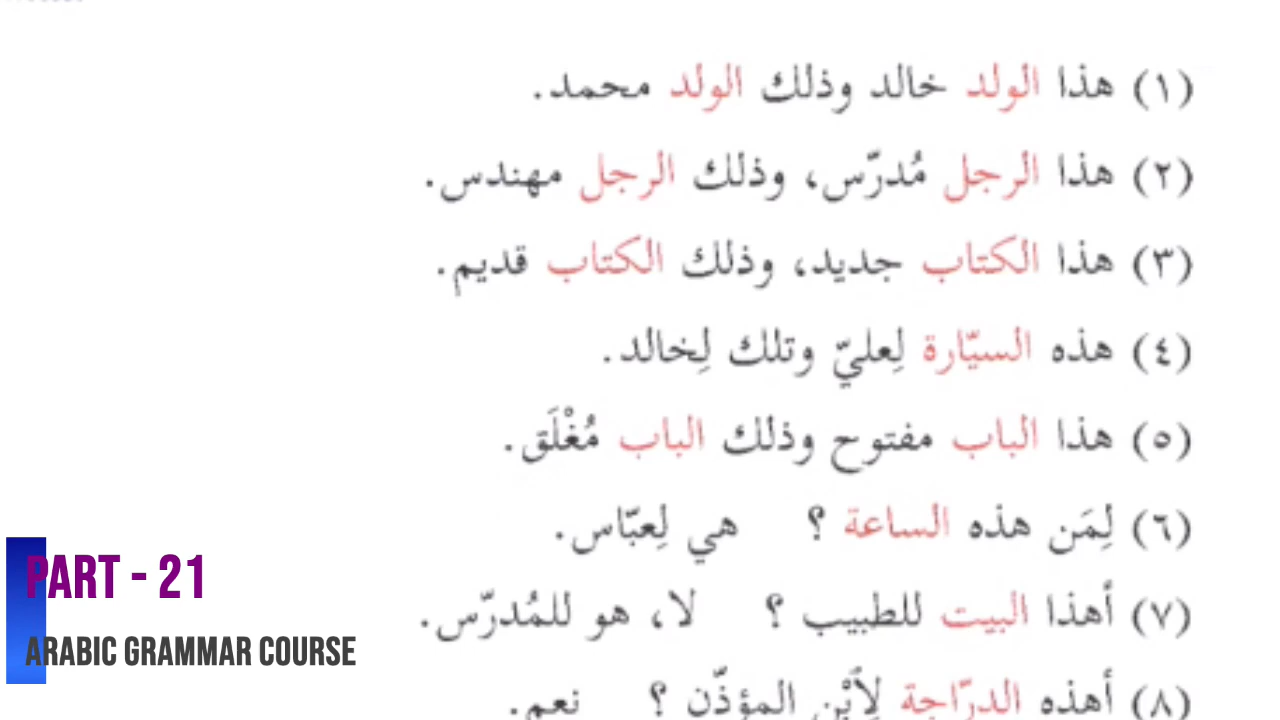 (١) هذا الولد خالد وذلك الولد محمد.
(٢) هذا الرجل مُدرّس، وذلك الرجل مهندس.
(٣) هذا الكتاب جديد، وذلك الكتاب قديم.
(٤) هذه السيّارة لِعليّ وتلك لِخالد.
(٥) هذا الباب مفتوح وذلك الباب مُغْلَق.
(٦) لِمَن هذه الساعة ؟ هي لِعبّاس.
(٧) أهذا البيت للطبيب ؟ لا، هو للمُدرّس.
(٨) أهذه الدرّاجة لِاَبْنِ المؤذّن ؟ نعم.
PART - 21
ARABIC GRAMMAR COURSE